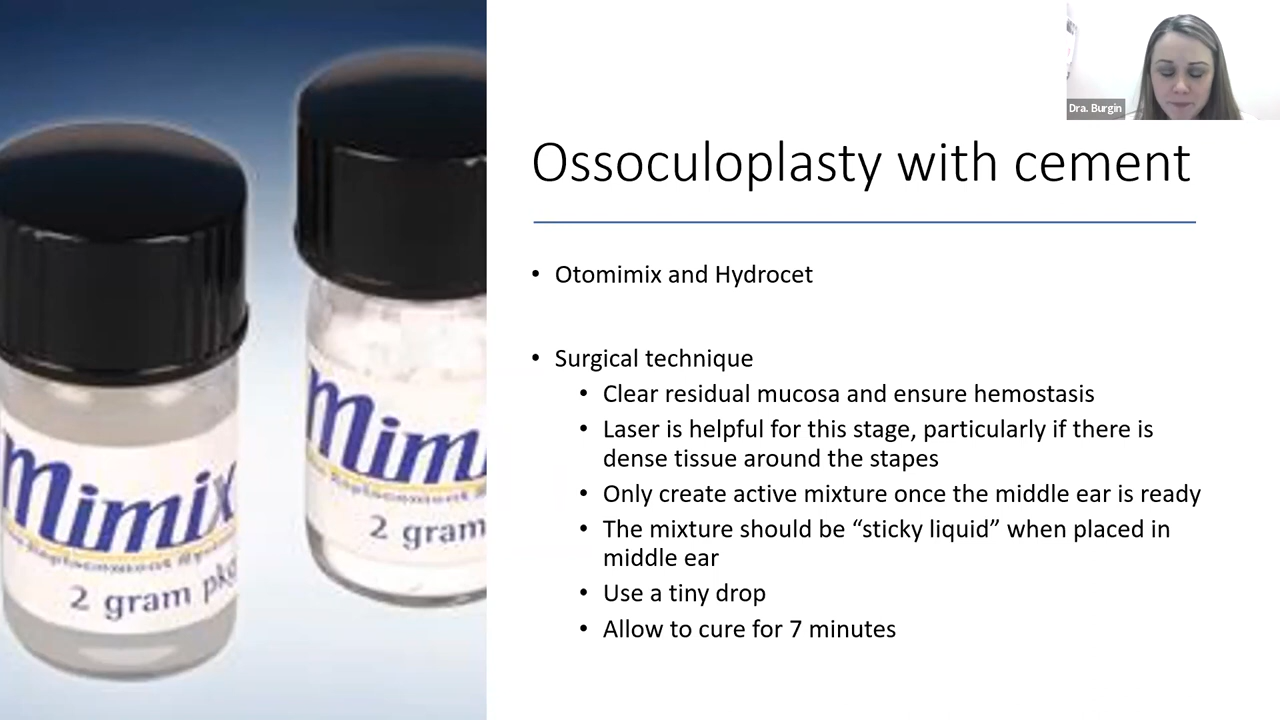 Dra. Burgin
Ossoculoplasty with cement
• Otomimix and Hydrocet
• Surgical technique
• Clear residual mucosa and ensure hemostasis
• Laser is helpful for this stage, particularly if there is
dense tissue around the stapes
• Only create active mixture once the middle ear is ready
• The mixture should be “sticky liquid” when placed in
middle ear
• Use a tiny drop
• Allow to cure for 7 minutes
Mimix
2 gram pkg
Mim
Replacement
2 gram